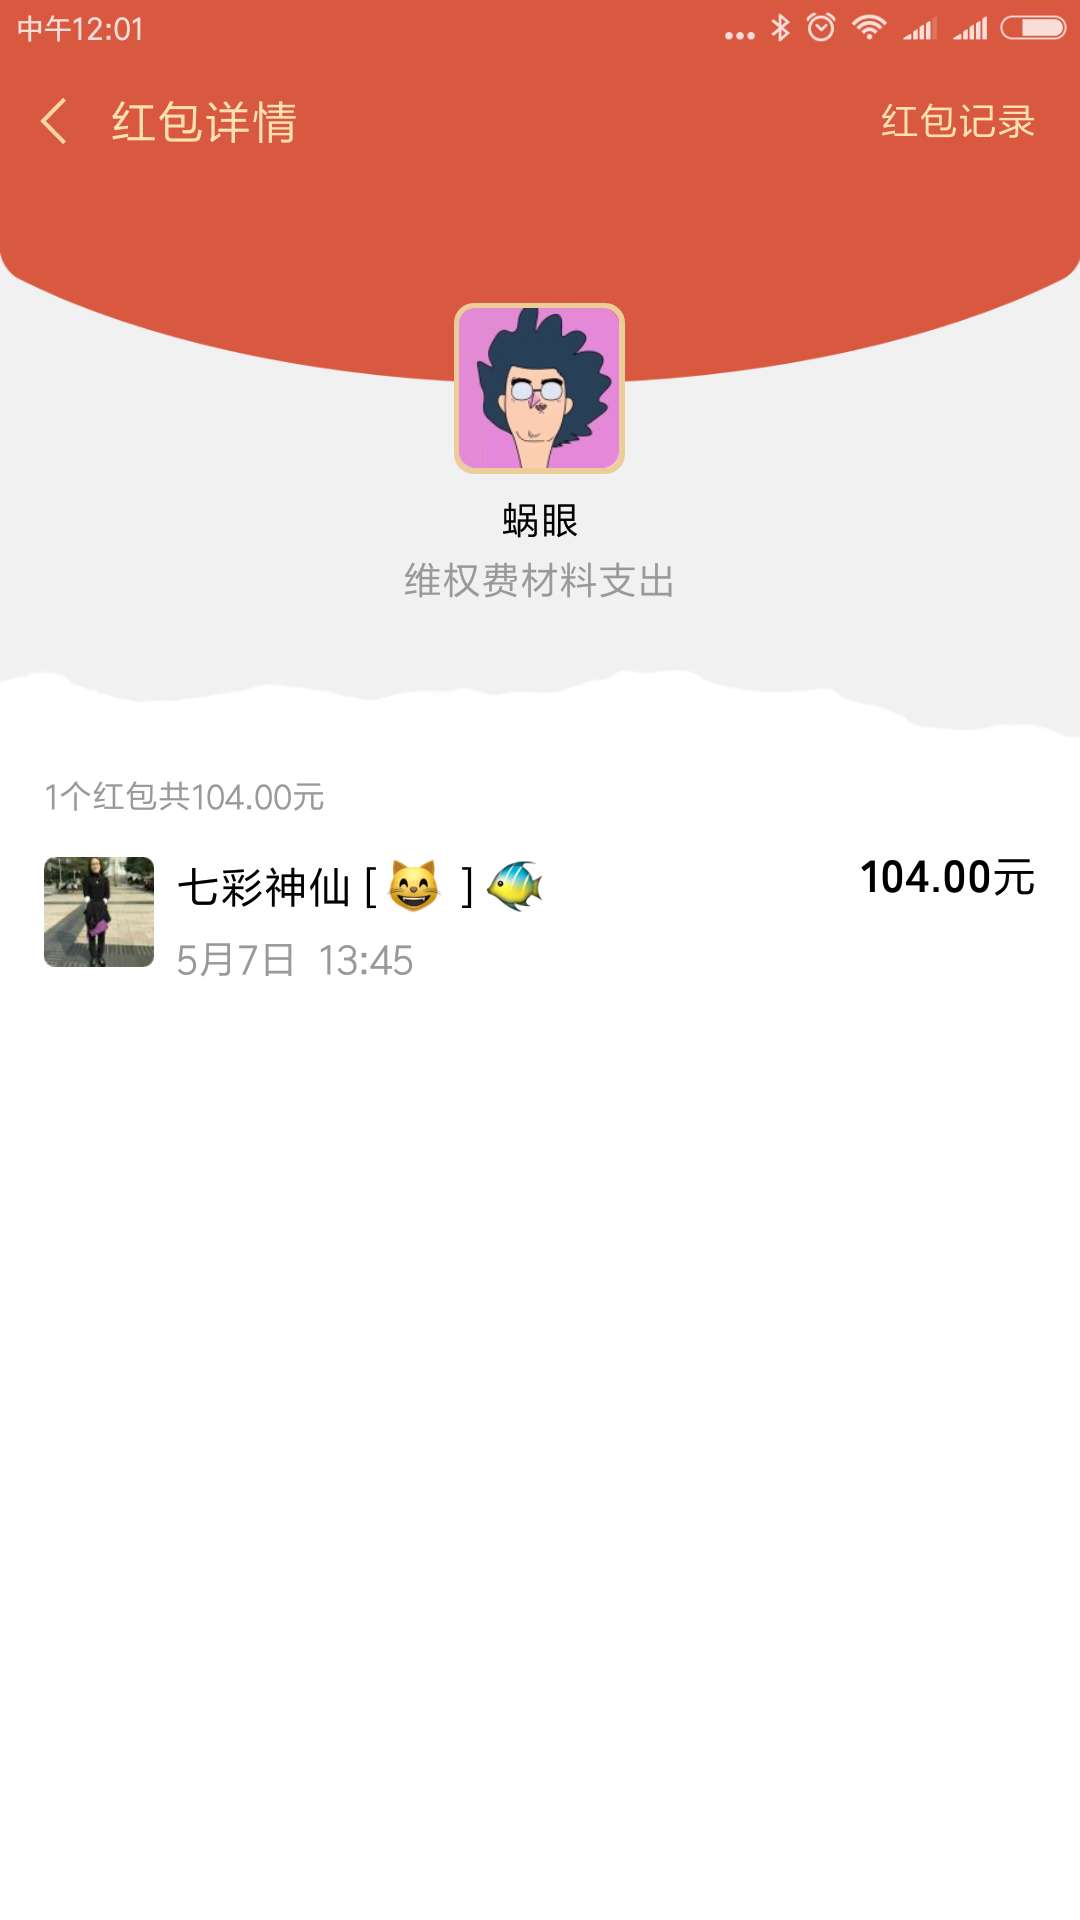 中午12:01
红包详情
红包记录
蜗眼
维权费材料支出
1个红包共104.00元
七彩神仙 [😸 ]🐠
104.00元
5月7日 13:45